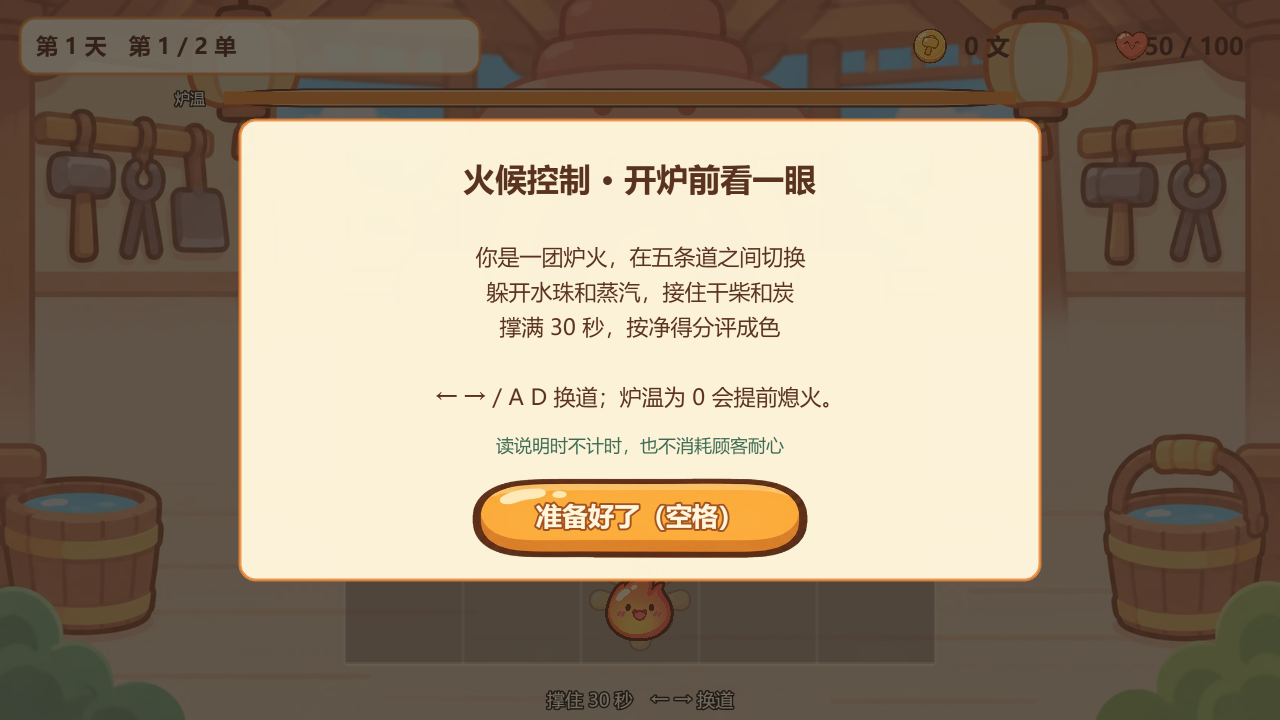 第 1 天 第 1 / 2 单
0 文
50 / 100
炉温
火候控制 · 开炉前看一眼
你是一团炉火，在五条道之间切换
躲开水珠和蒸汽，接住干柴和炭
撑满 30 秒，按净得分评成色
← → / A D 换道；炉温为 0 会提前熄火。
读说明时不计时，也不消耗顾客耐心
准备好了（空格）
撑住 30 秒 ← → 换道